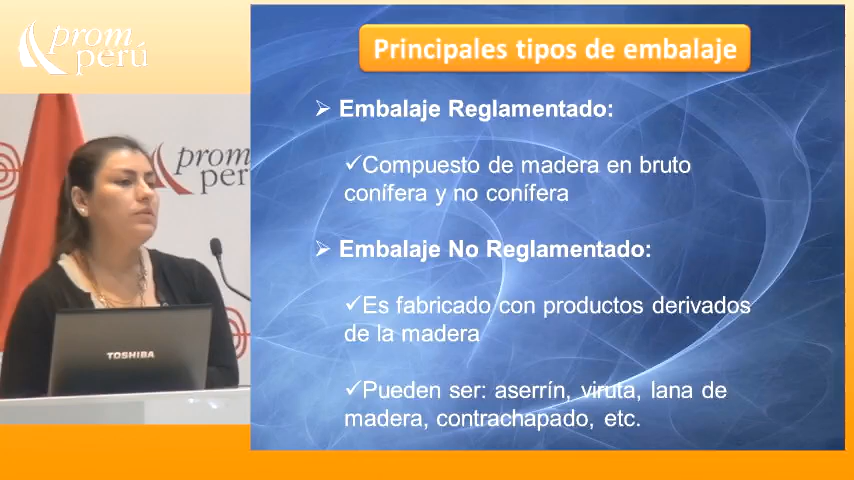 prom
perú
Principales tipos de embalaje
➢ Embalaje Reglamentado:
✓Compuesto de madera en bruto
conífera y no conífera
➢ Embalaje No Reglamentado:
✓Es fabricado con productos derivados
de la madera
✓Pueden ser: aserrín, viruta, lana de
madera, contrachapado, etc.
prom
per
TOSHIBA